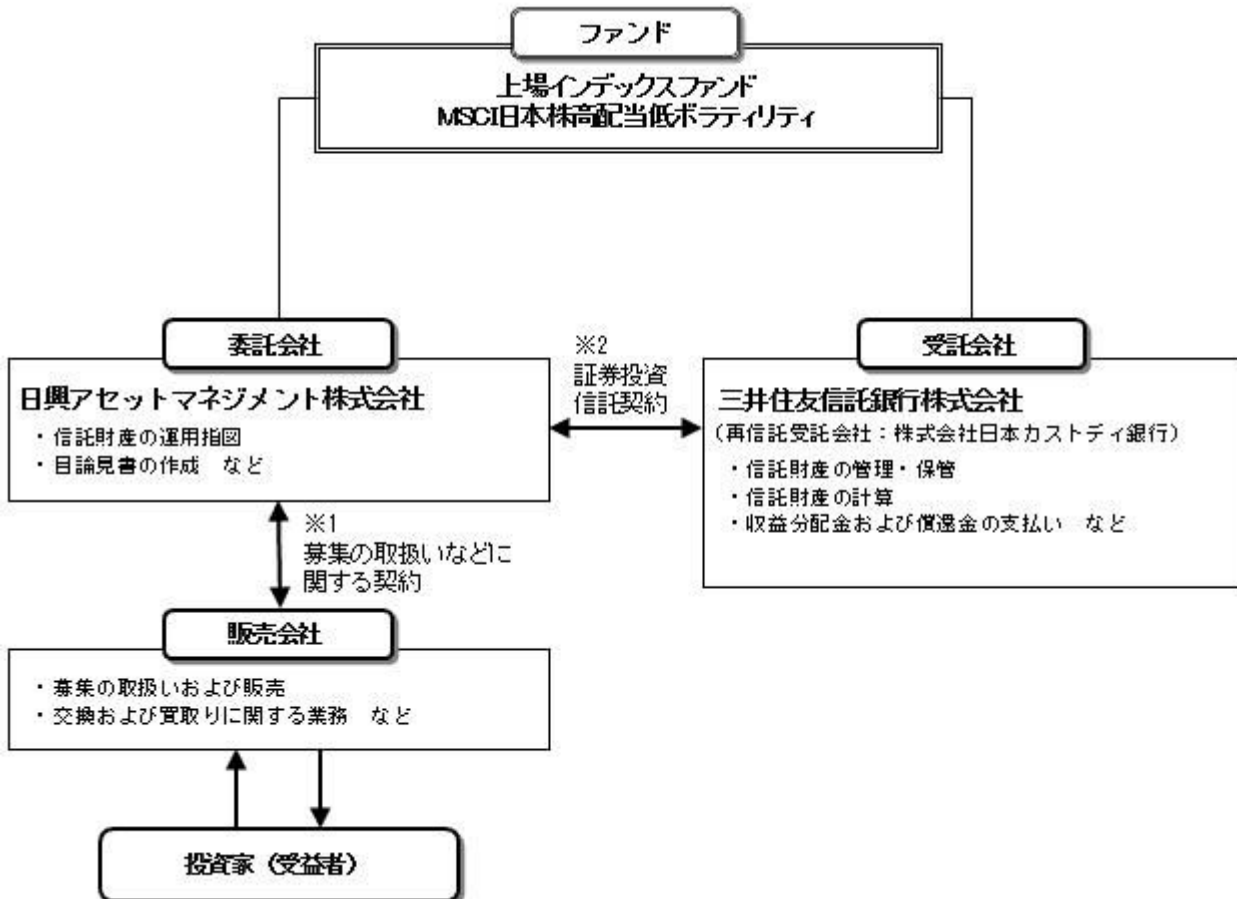 ファンド
上場インデックスファンド
MSCI日本株高配当低ボラティリティ
委託会社
日興アセットマネジメント株式会社
・信託財産の運用指図
・目論見書の作成　など
※2
証券投資
信託契約
受託会社
三井住友信託銀行株式会社
（再信託受託会社：株式会社日本カストディ銀行）
・信託財産の管理・保管
・信託財産の計算
・収益分配金および償還金の支払い　など
※1
募集の取扱いなどに
関する契約
販売会社
・募集の取扱いおよび販売
・交換および買取りに関する業務　など
投資家（受益者）